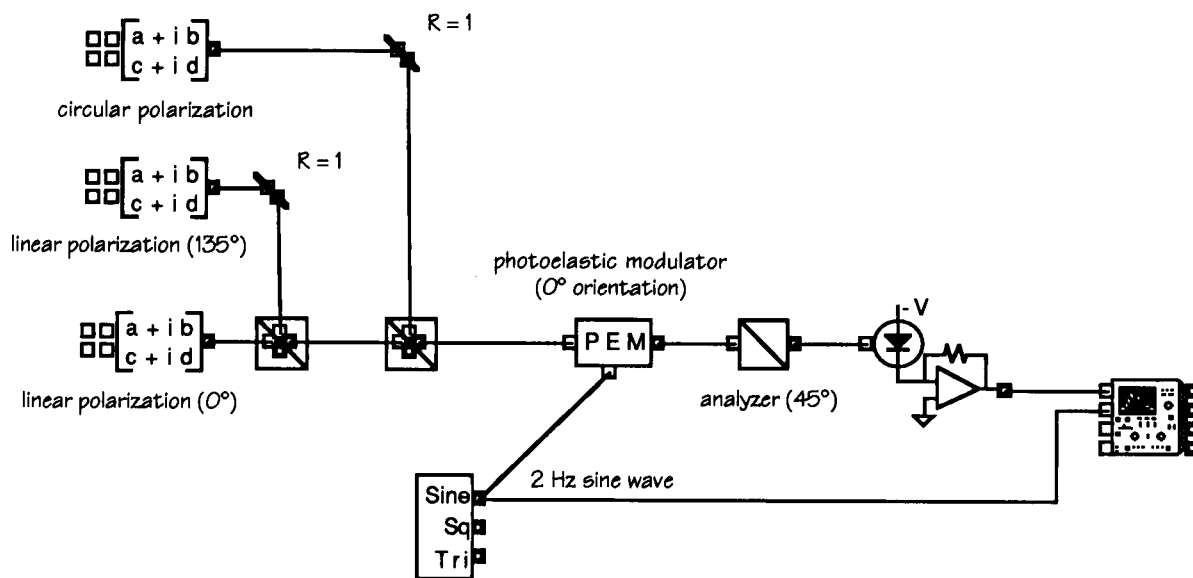 a + i b
c + i d
circular polarization
R = 1
a + i b
c + i d
linear polarization (135°)
R = 1
a + i b
c + i d
linear polarization (0°)
photoelastic modulator
(0° orientation)
PEM
analyzer (45°)
- V
2 Hz sine wave
Sine
Sq
Tri